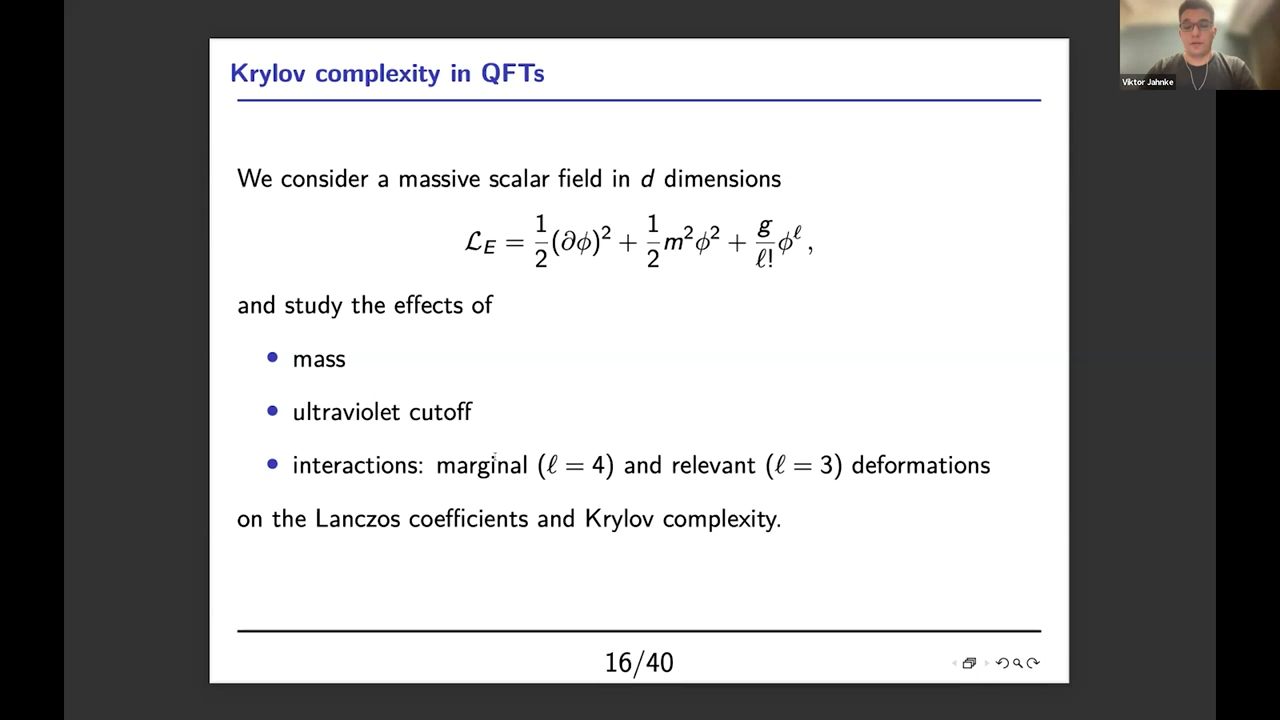 Krylov complexity in QFTs
Viktor Jahnke
We consider a massive scalar field in d dimensions
ℒ_E = 1/2 (∂ϕ)² + 1/2 m²ϕ² + g/ℓ! ϕ^ℓ ,
and study the effects of
• mass
• ultraviolet cutoff
• interactions: marginal (ℓ = 4) and relevant (ℓ = 3) deformations
on the Lanczos coefficients and Krylov complexity.
16/40